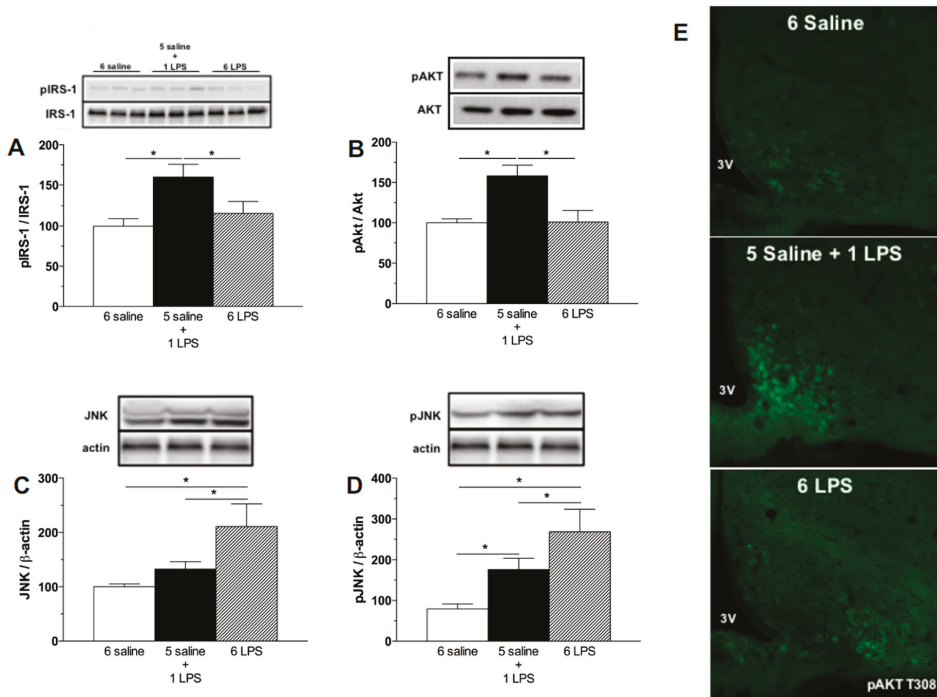 5 saline
+
6 saline 1 LPS 6 LPS
pIRS-1
IRS-1
A
pIRS-1 / IRS-1
200
150
100
50
0
* *
6 saline 5 saline 6 LPS
+
1 LPS
pAKT
AKT
B
pAkt / Akt
200
150
100
50
0
* *
6 saline 5 saline 6 LPS
+
1 LPS
JNK
actin
C
JNK / β-actin
300
200
100
0
*
*
6 saline 5 saline 6 LPS
+
1 LPS
pJNK
actin
D
pJNK / β-actin
400
300
200
100
0
*
*
*
6 saline 5 saline 6 LPS
+
1 LPS
E
6 Saline
3V
5 Saline + 1 LPS
3V
6 LPS
3V
pAKT T308